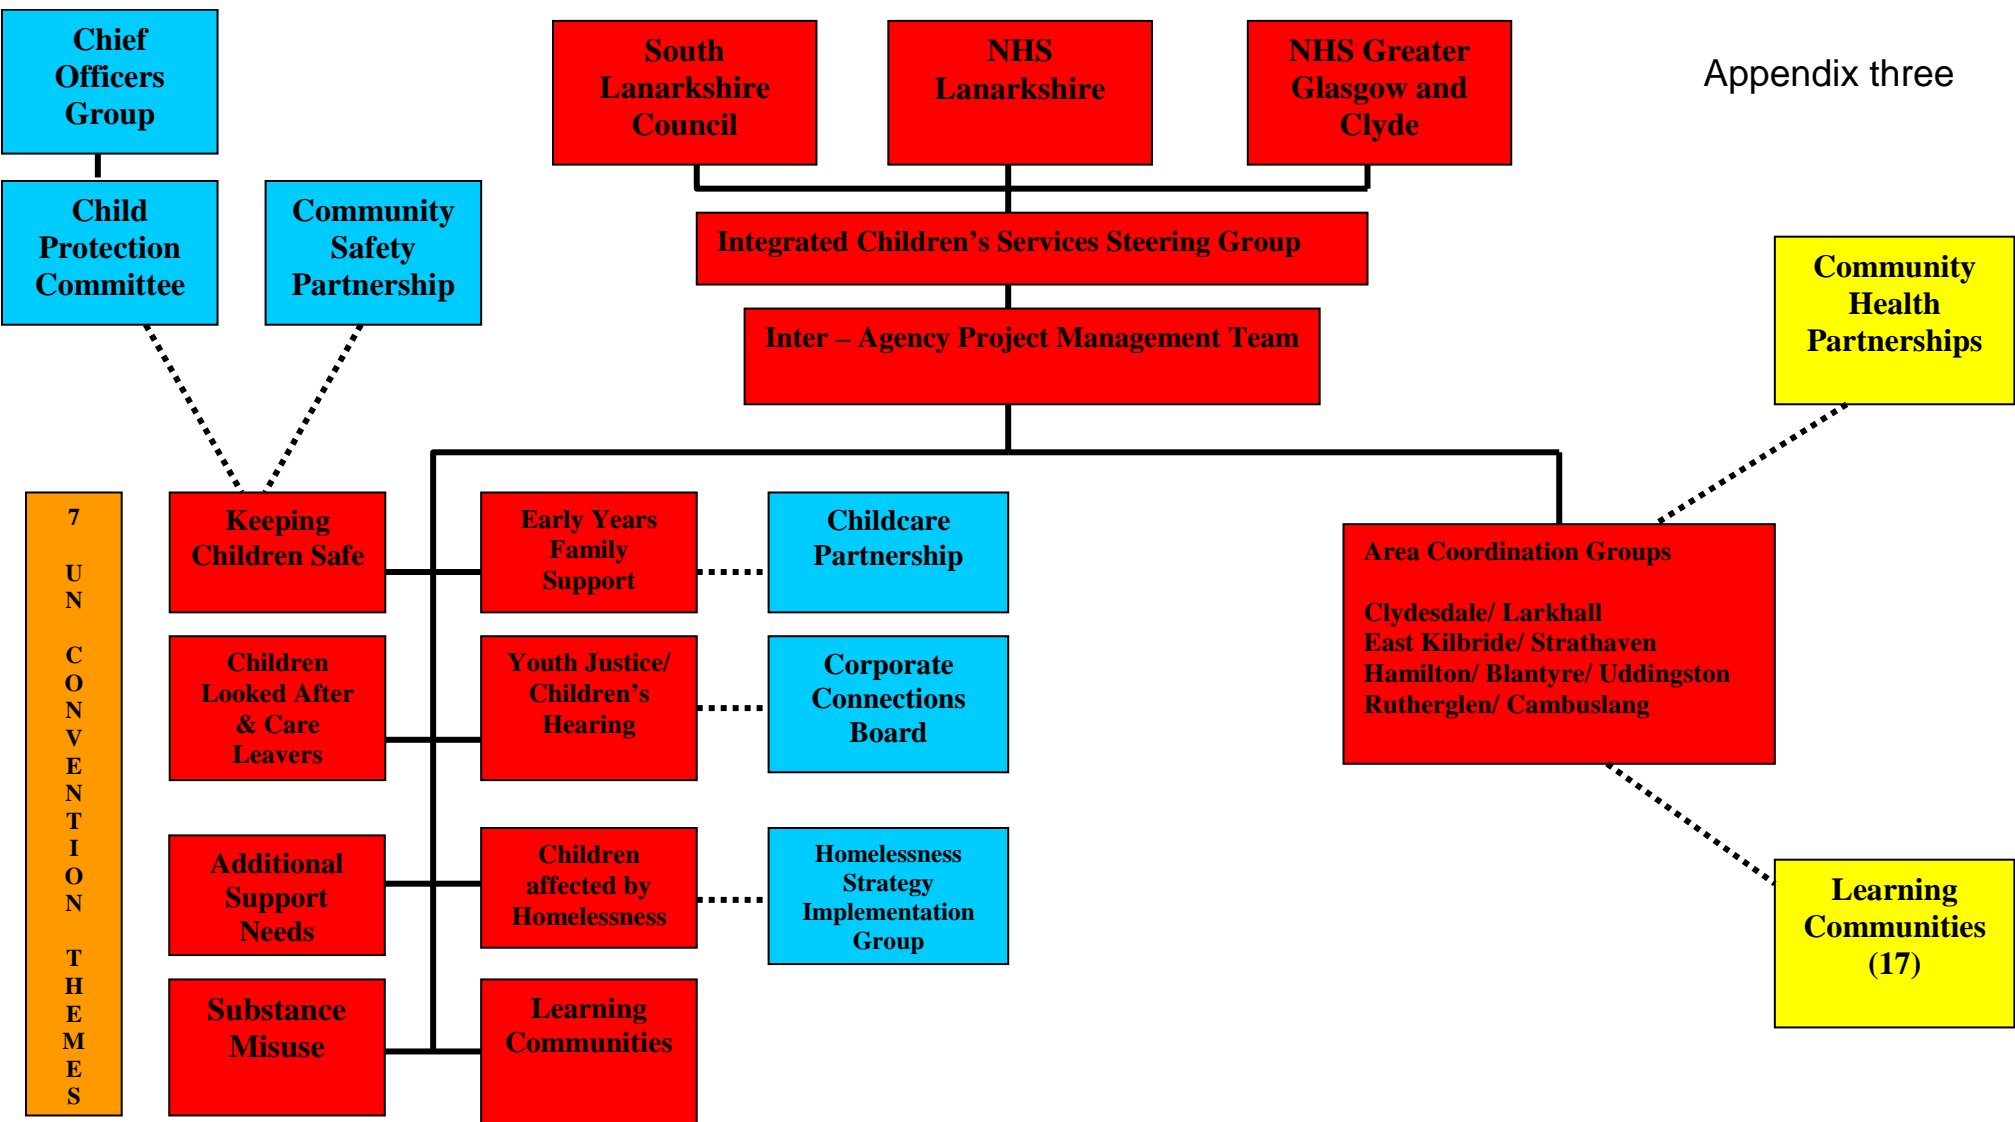 Chief
Officers
Group
South
Lanarkshire
Council
NHS
Lanarkshire
NHS Greater
Glasgow and
Clyde
Appendix three
Child
Protection
Committee
Community
Safety
Partnership
Integrated Children’s Services Steering Group
Community
Health
Partnerships
Inter – Agency Project Management Team
7
U
N
C
O
N
V
E
N
T
I
O
N
T
H
E
M
E
S
Keeping
Children Safe
Early Years
Family
Support
Childcare
Partnership
Area Coordination Groups
Clydesdale/ Larkhall
East Kilbride/ Strathaven
Hamilton/ Blantyre/ Uddingston
Rutherglen/ Cambuslang
Children
Looked After
& Care
Leavers
Youth Justice/
Children’s
Hearing
Corporate
Connections
Board
Additional
Support
Needs
Children
affected by
Homelessness
Homelessness
Strategy
Implementation
Group
Learning
Communities
(17)
Substance
Misuse
Learning
Communities